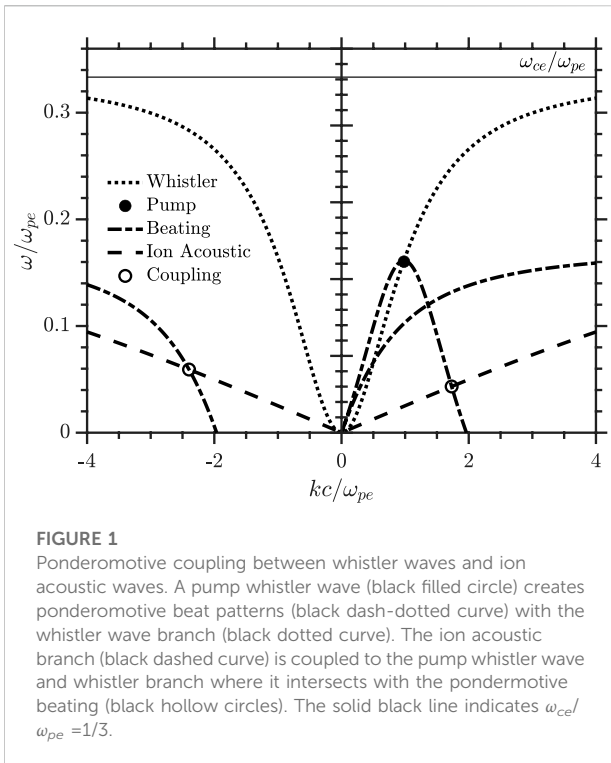 ω_ce/ω_pe
0.3
Whistler
Pump
0.2
Beating
Ion Acoustic
Coupling
ω/ω_pe
0.1
0
-4
-2
0
2
4
kc/ω_pe
FIGURE 1
Ponderomotive coupling between whistler waves and ion
acoustic waves. A pump whistler wave (black filled circle) creates
ponderomotive beat patterns (black dash-dotted curve) with the
whistler wave branch (black dotted curve). The ion acoustic
branch (black dashed curve) is coupled to the pump whistler wave
and whistler branch where it intersects with the pondermotive
beating (black hollow circles). The solid black line indicates ω_ce/
ω_pe =1/3.